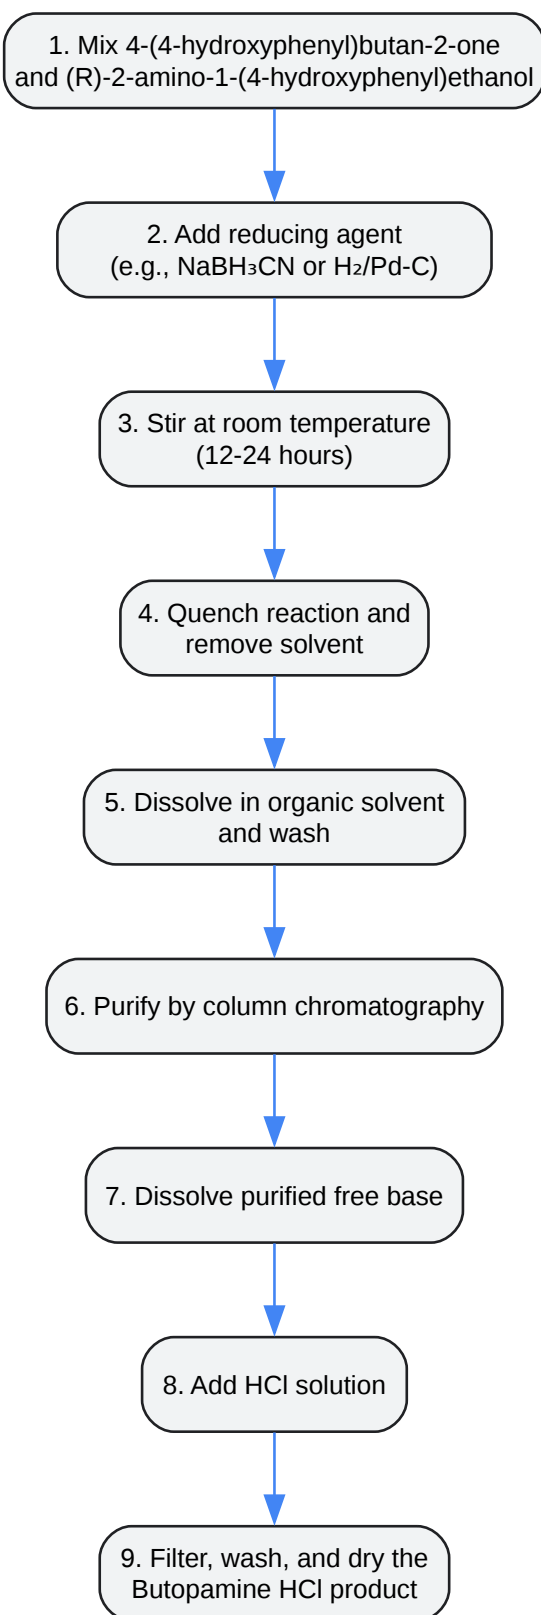 1. Mix 4-(4-hydroxyphenyl)butan-2-one
and (R)-2-amino-1-(4-hydroxyphenyl)ethanol
2. Add reducing agent
(e.g., NaBH₃CN or H₂/Pd-C)
3. Stir at room temperature
(12-24 hours)
4. Quench reaction and
remove solvent
5. Dissolve in organic solvent
and wash
6. Purify by column chromatography
7. Dissolve purified free base
8. Add HCl solution
9. Filter, wash, and dry the
Butopamine HCl product